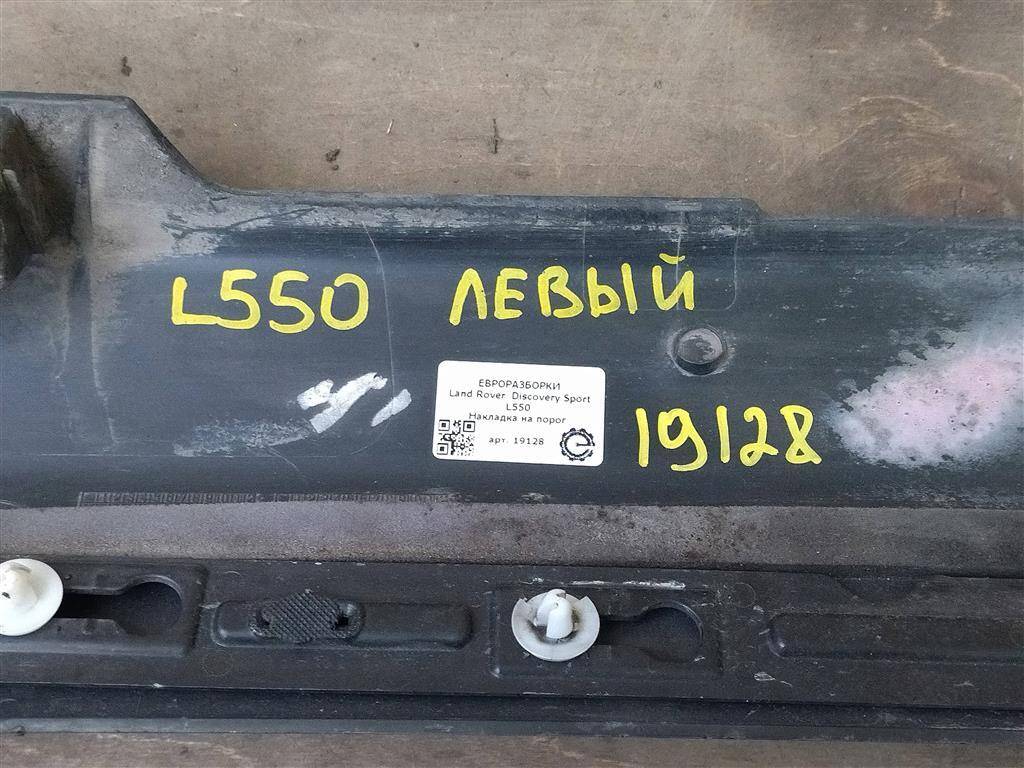 L550 ЛЕВЫЙ
ЕВРОРАЗБОРКИ
Land Rover Discovery Sport
L550
Накладка на порог
арт. 19128
19128